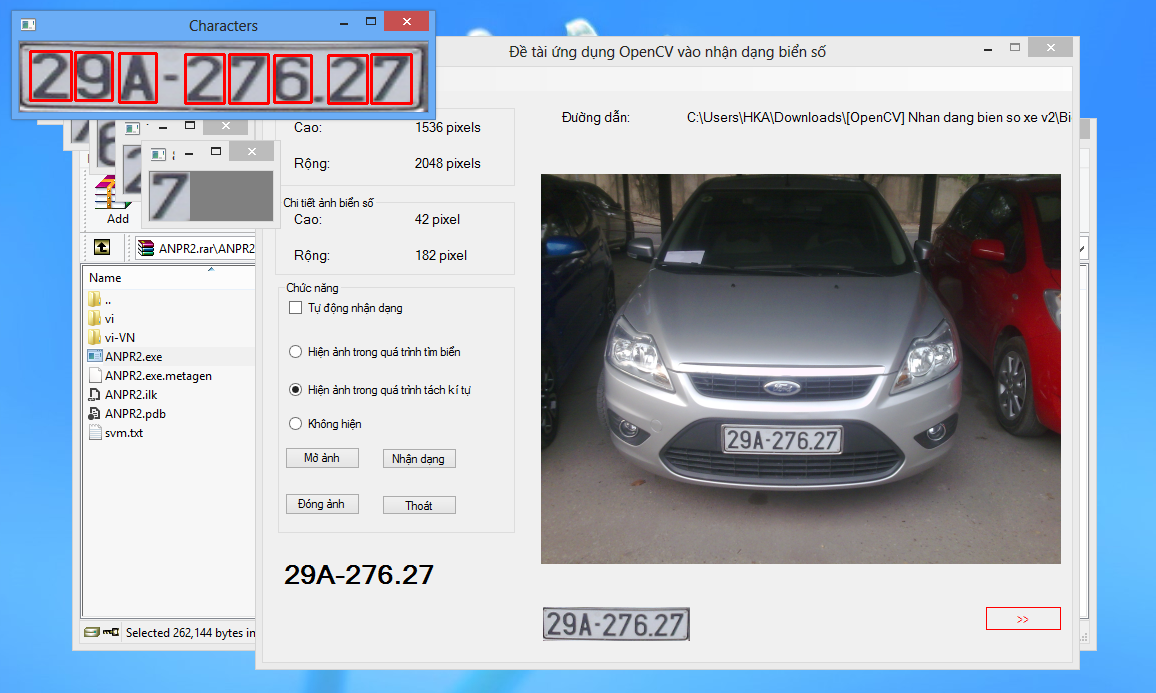 Characters
29A-276.27
7
6
2
7
Add
ANPR2.rar\ANPR2
Name
..
vi
vi-VN
ANPR2.exe
ANPR2.exe.metagen
ANPR2.ilk
ANPR2.pdb
svm.txt
Selected 262,144 bytes in
Đề tài ứng dụng OpenCV vào nhận dạng biển số
Cao: 1536 pixels
Rộng: 2048 pixels
Chi tiết ảnh biển số
Cao: 42 pixel
Rộng: 182 pixel
Chức năng
Tự động nhận dạng
Hiện ảnh trong quá trình tìm biển
Hiện ảnh trong quá trình tách kí tự
Không hiện
Mở ảnh
Nhận dạng
Đóng ảnh
Thoát
29A-276.27
Đường dẫn: C:\Users\HKA\Downloads\[OpenCV] Nhan dang bien so xe v2\Bi
Ford
29A-276.27
29A-276.27
>>